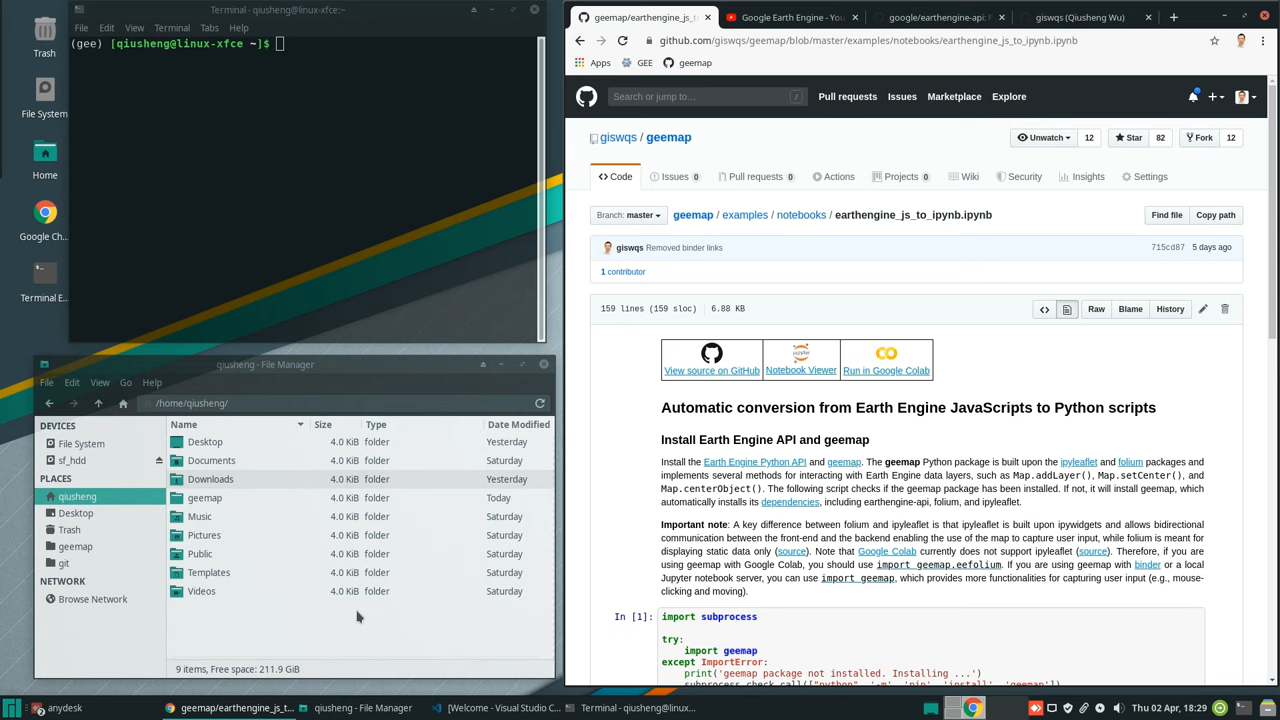 Terminal - qiusheng@linux-xfce:~
File Edit View Terminal Tabs Help
(gee) [qiusheng@linux-xfce ~]$
Trash
File System
Home
Google Ch...
Terminal E...
qiusheng - File Manager
File Edit View Go Help
/home/qiusheng/
DEVICES
File System
sf_hdd
PLACES
qiusheng
Desktop
Trash
geemap
git
NETWORK
Browse Network
Name Size Type Date Modified
Desktop 4.0 KiB folder Yesterday
Documents 4.0 KiB folder Saturday
Downloads 4.0 KiB folder Yesterday
geemap 4.0 KiB folder Today
Music 4.0 KiB folder Saturday
Pictures 4.0 KiB folder Saturday
Public 4.0 KiB folder Saturday
Templates 4.0 KiB folder Saturday
Videos 4.0 KiB folder Saturday
9 items, Free space: 211.9 GiB
geemap/earthengine_js_to Google Earth Engine - You google/earthengine-api: P giswqs (Qiusheng Wu)
github.com/giswqs/geemap/blob/master/examples/notebooks/earthengine_js_to_ipynb.ipynb
Apps GEE geemap
Search or jump to… / Pull requests Issues Marketplace Explore
giswqs / geemap Unwatch 12 Star 82 Fork 12
Code Issues 0 Pull requests 0 Actions Projects 0 Wiki Security Insights Settings
Branch: master geemap / examples / notebooks / earthengine_js_to_ipynb.ipynb Find file Copy path
giswqs Removed binder links 715cd87 5 days ago
1 contributor
159 lines (159 sloc) 6.88 KB Raw Blame History
View source on GitHub Notebook Viewer Run in Google Colab
Automatic conversion from Earth Engine JavaScripts to Python scripts
Install Earth Engine API and geemap
Install the Earth Engine Python API and geemap. The geemap Python package is built upon the ipyleaflet and folium packages and
implements several methods for interacting with Earth Engine data layers, such as Map.addLayer(), Map.setCenter(), and
Map.centerObject(). The following script checks if the geemap package has been installed. If not, it will install geemap, which
automatically installs its dependencies, including earthengine-api, folium, and ipyleaflet.
Important note: A key difference between folium and ipyleaflet is that ipyleaflet is built upon ipywidgets and allows bidirectional
communication between the front-end and the backend enabling the use of the map to capture user input, while folium is meant for
displaying static data only (source). Note that Google Colab currently does not support ipyleaflet (source). Therefore, if you are
using geemap with Google Colab, you should use import geemap.eefolium. If you are using geemap with binder or a local
Jupyter notebook server, you can use import geemap, which provides more functionalities for capturing user input (e.g., mouse-
clicking and moving).
In [1]: import subprocess
try:
import geemap
except ImportError:
print('geemap package not installed. Installing ...')
subprocess.check_call(["python", '-m', 'pip', 'install', 'geemap'])
anydesk geemap/earthengine_js_t... qiusheng - File Manager [Welcome - Visual Studio C... Terminal - qiusheng@linux... Thu 02 Apr, 18:29